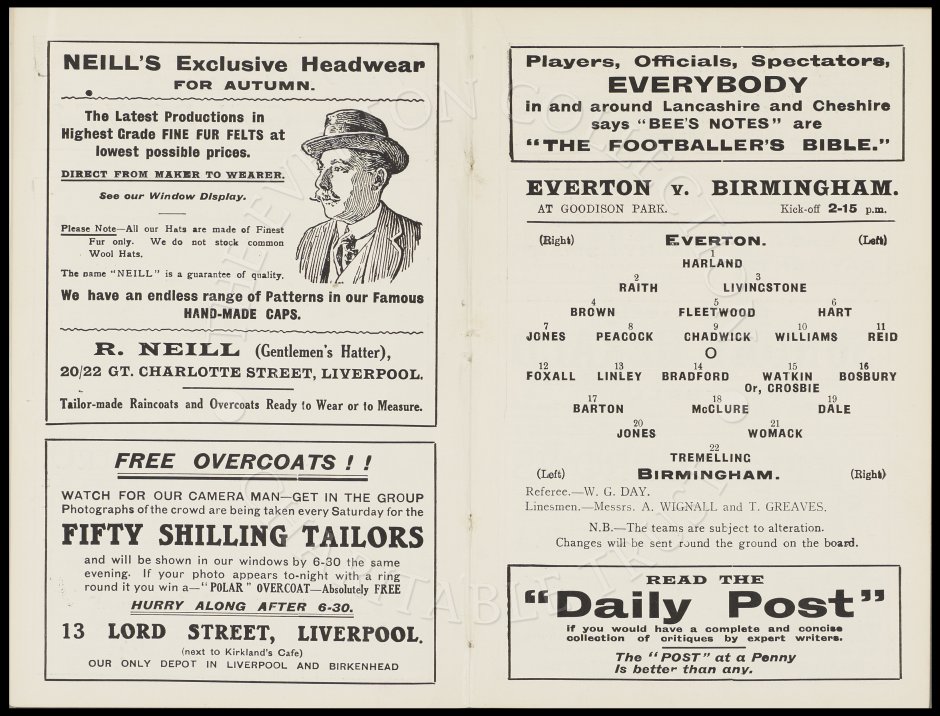 NEILL'S Exclusive Headwear
FOR AUTUMN.
The Latest Productions in
Highest Grade FINE FUR FELTS at
lowest possible prices.
DIRECT FROM MAKER TO WEARER.
See our Window Display.
Please Note—All our Hats are made of Finest
Fur only. We do not stock common
Wool Hats.
The name "NEILL" is a guarantee of quality.
We have an endless range of Patterns in our Famous
HAND-MADE CAPS.
R. NEILL (Gentlemen's Hatter),
20/22 GT. CHARLOTTE STREET, LIVERPOOL.
Tailor-made Raincoats and Overcoats Ready to Wear or to Measure.
FREE OVERCOATS ! !
WATCH FOR OUR CAMERA MAN—GET IN THE GROUP
Photographs of the crowd are being taken every Saturday for the
FIFTY SHILLING TAILORS
and will be shown in our windows by 6-30 the same
evening. If your photo appears to-night with a ring
round it you win a—"POLAR" OVERCOAT—Absolutely FREE
HURRY ALONG AFTER 6-30.
13 LORD STREET, LIVERPOOL.
(next to Kirkland's Cafe)
OUR ONLY DEPOT IN LIVERPOOL AND BIRKENHEAD
Players, Officials, Spectators,
EVERYBODY
in and around Lancashire and Cheshire
says "BEE'S NOTES" are
"THE FOOTBALLER'S BIBLE."
EVERTON v. BIRMINGHAM.
AT GOODISON PARK. Kick-off 2-15 p.m.
(Right) EVERTON. (Left)
1
HARLAND
2 3
RAITH LIVINGSTONE
4 5 6
BROWN FLEETWOOD HART
7 8 9 10 11
JONES PEACOCK CHADWICK WILLIAMS REID
O
12 13 14 15 16
FOXALL LINLEY BRADFORD WATKIN BOSBURY
Or, CROSBIE
17 18 19
BARTON McCLURE DALE
20 21
JONES WOMACK
22
TREMELLING
(Left) BIRMINGHAM. (Right)
Referee.—W. G. DAY.
Linesmen.—Messrs. A. WIGNALL and T. GREAVES.
N.B.—The teams are subject to alteration.
Changes will be sent round the ground on the board.
READ THE
"Daily Post"
if you would have a complete and concise
collection of critiques by expert writers.
The "POST" at a Penny
Is better than any.
THE EVERTON COLLECTION
CHARITABLE TRUST